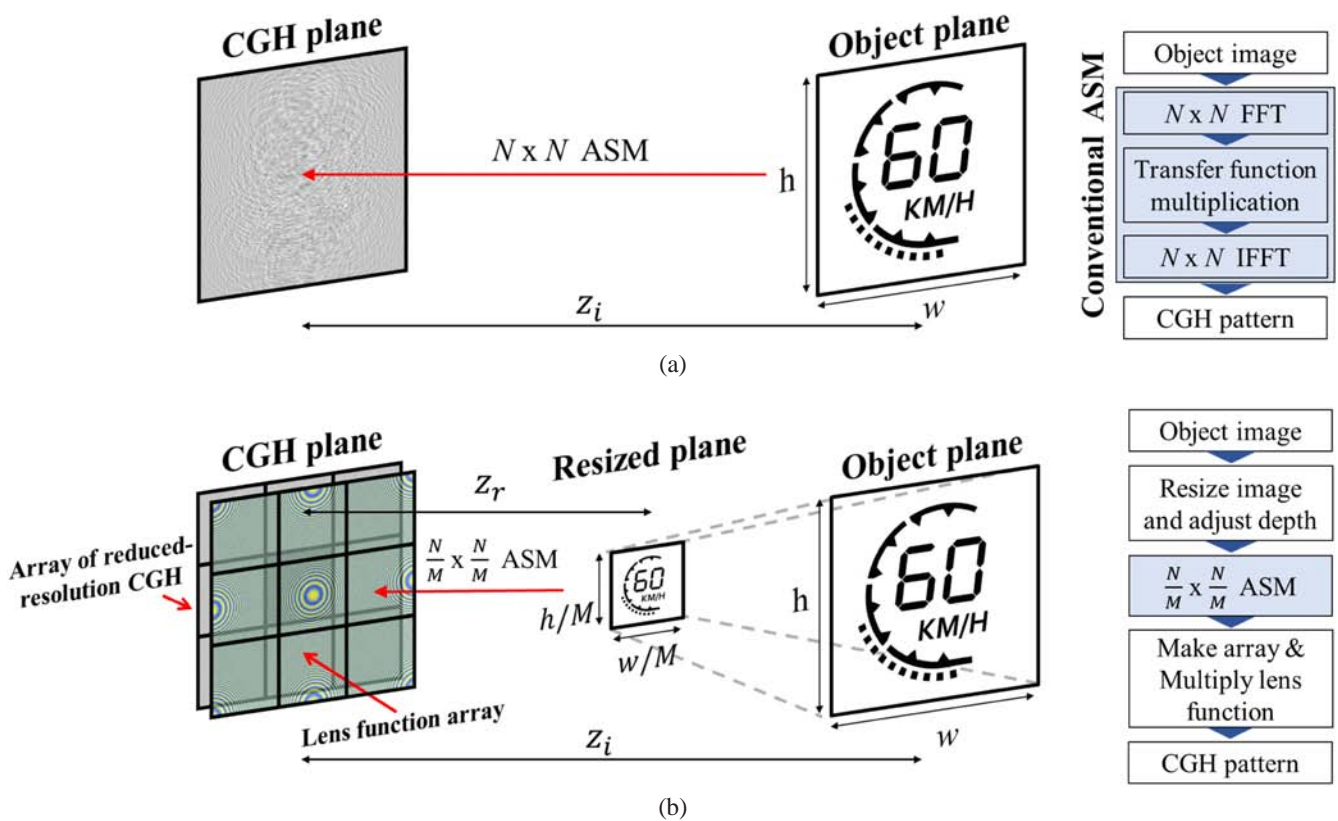 CGH plane
Object plane
N x N ASM
60
KM/H
h
w
z_i
Conventional ASM
Object image
N x N FFT
Transfer function
multiplication
N x N IFFT
CGH pattern
(a)
CGH plane
Resized plane
Object plane
z_r
Array of reduced-
resolution CGH
N/M x N/M ASM
60
KM/H
h/M
w/M
60
KM/H
h
w
Lens function array
z_i
Object image
Resize image
and adjust depth
N/M x N/M ASM
Make array &
Multiply lens
function
CGH pattern
(b)